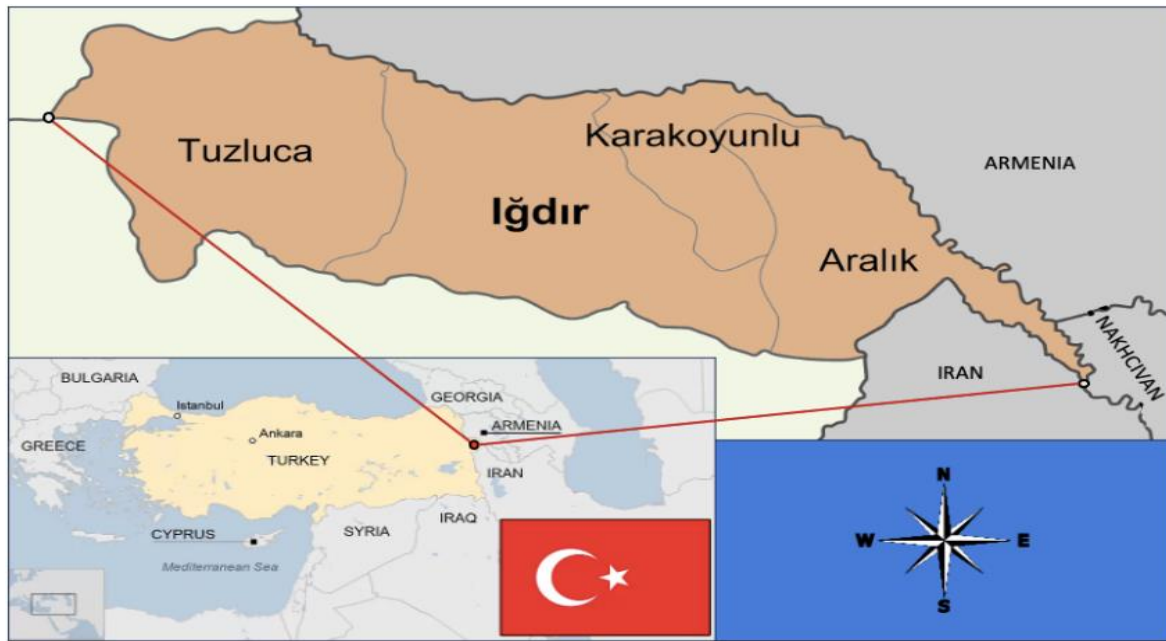 Tuzluca
Iğdır
Karakoyunlu
Aralık
ARMENIA
IRAN
NAKHCIVAN
BULGARIA
Istanbul
GREECE
Ankara
TURKEY
GEORGIA
ARMENIA
IRAN
CYPRUS
SYRIA
IRAQ
Mediterranean Sea
N
W
E
S